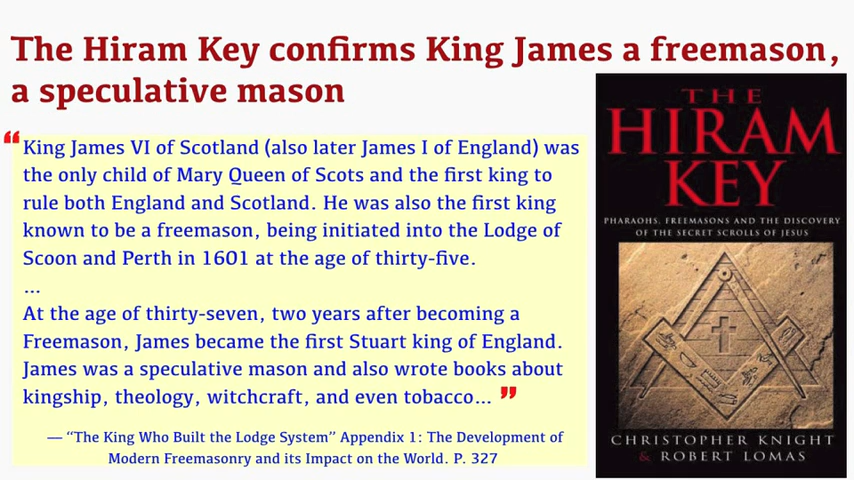 The Hiram Key confirms King James a freemason,
a speculative mason
“ King James VI of Scotland (also later James I of England) was
the only child of Mary Queen of Scots and the first king to
rule both England and Scotland. He was also the first king
known to be a freemason, being initiated into the Lodge of
Scoon and Perth in 1601 at the age of thirty-five.
...
At the age of thirty-seven, two years after becoming a
Freemason, James became the first Stuart king of England.
James was a speculative mason and also wrote books about
kingship, theology, witchcraft, and even tobacco... ”
— “The King Who Built the Lodge System” Appendix 1: The Development of
Modern Freemasonry and its Impact on the World. P. 327
THE
HIRAM
KEY
PHARAOHS, FREEMASONS AND THE DISCOVERY
OF THE SECRET SCROLLS OF JESUS
CHRISTOPHER KNIGHT
& ROBERT LOMAS